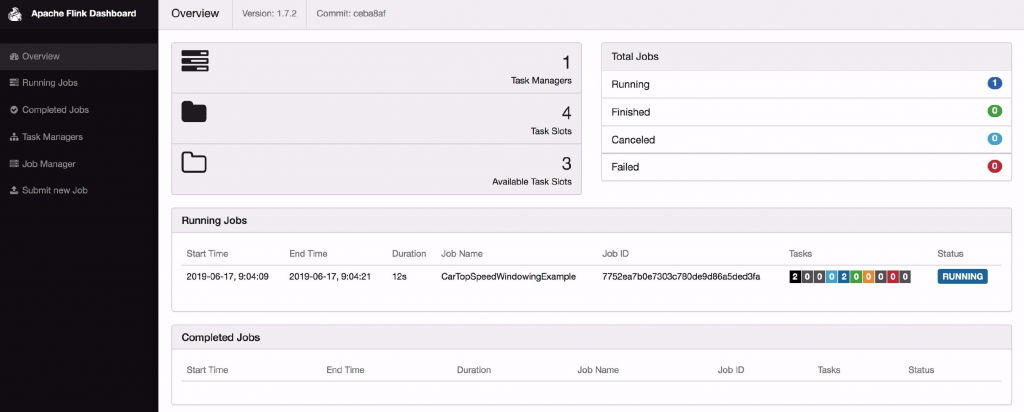 Apache Flink Dashboard
Overview
Version: 1.7.2
Commit: ceba8af
Overview
Running Jobs
Completed Jobs
Task Managers
Job Manager
Submit new Job
1
Task Managers
4
Task Slots
3
Available Task Slots
Total Jobs
Running 1
Finished 0
Canceled 0
Failed 0
Running Jobs
Start Time End Time Duration Job Name Job ID Tasks Status
2019-06-17, 9:04:09 2019-06-17, 9:04:21 12s CarTopSpeedWindowingExample 7752ea7b0e7303c780de9d86a5ded3fa 2 0 0 0 2 0 0 0 0 0 RUNNING
Completed Jobs
Start Time End Time Duration Job Name Job ID Tasks Status